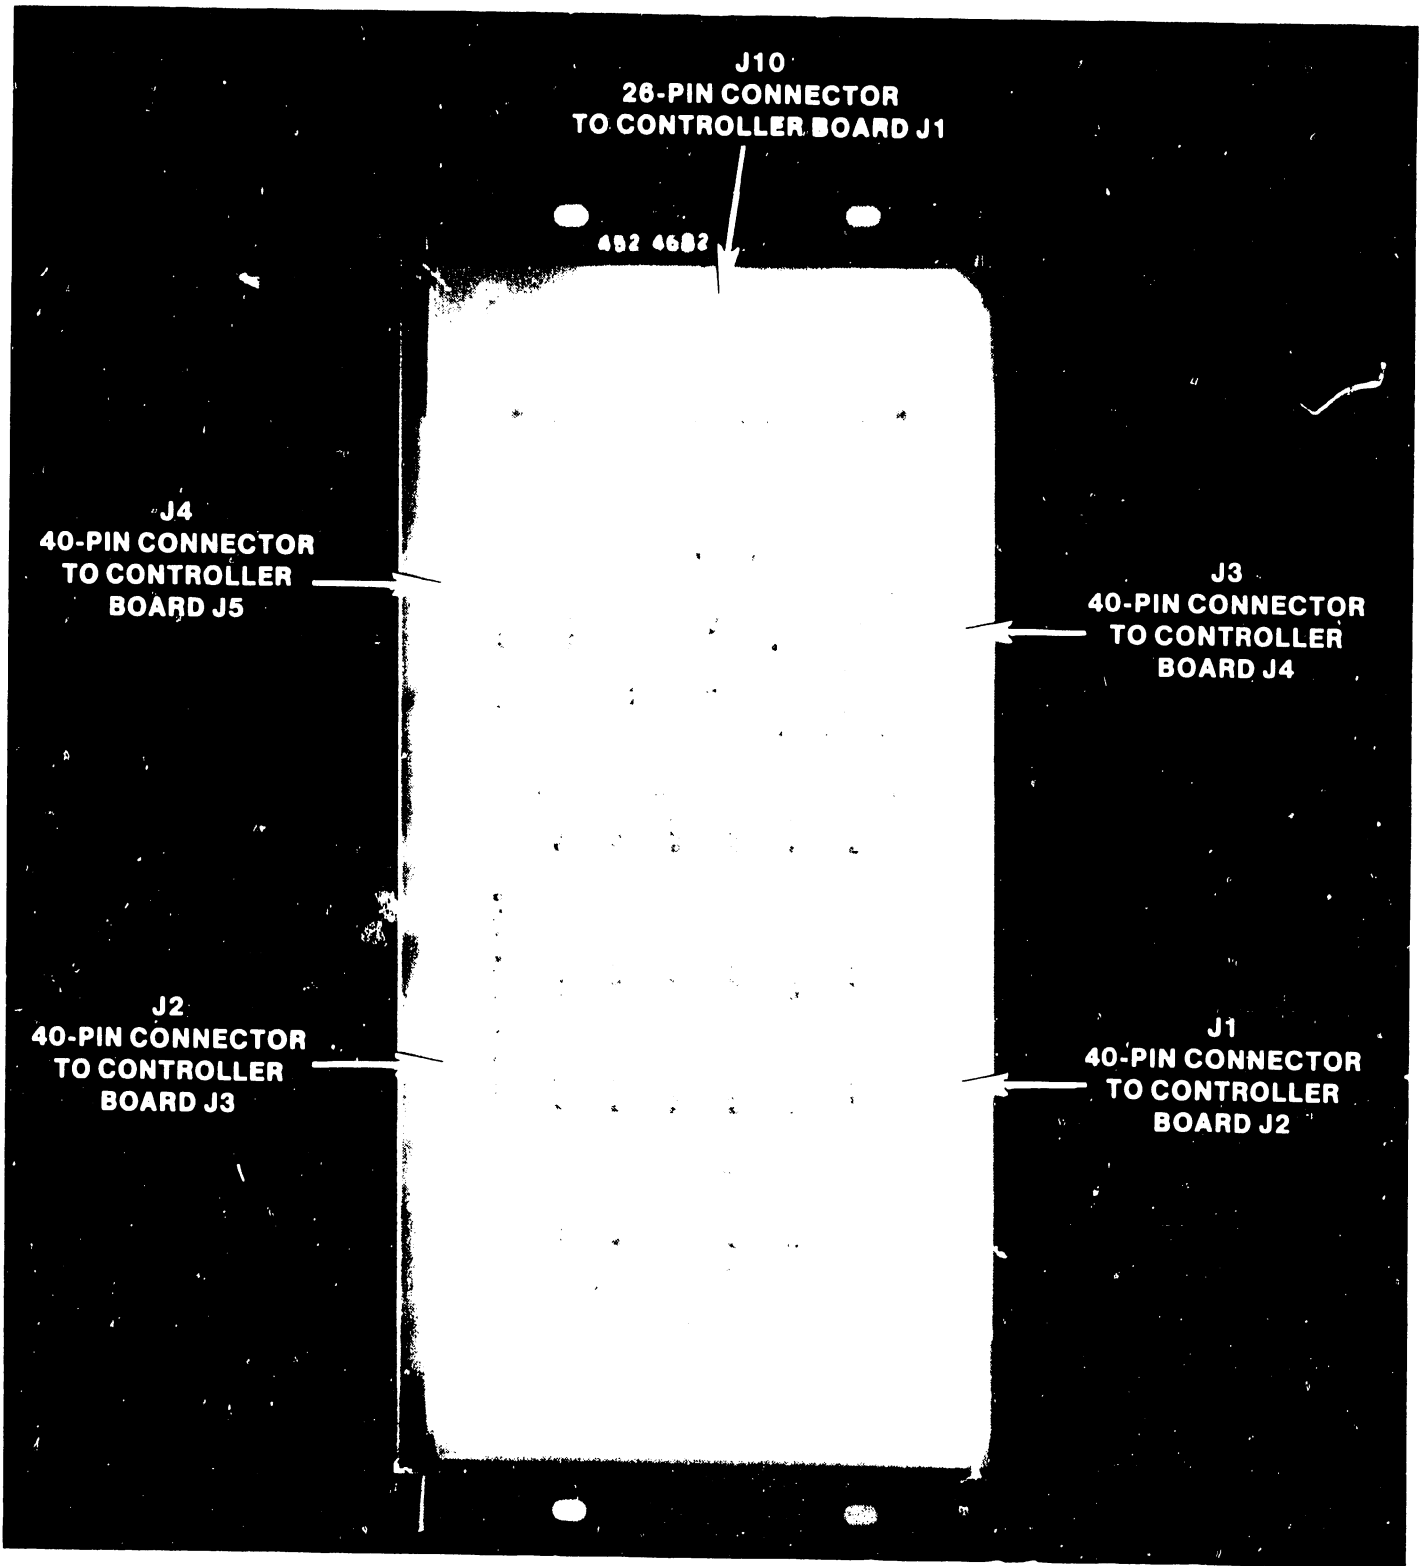 J10
26-PIN CONNECTOR
TO CONTROLLER BOARD J1
J4
40-PIN CONNECTOR
TO CONTROLLER
BOARD J5
J3
40-PIN CONNECTOR
TO CONTROLLER
BOARD J4
J2
40-PIN CONNECTOR
TO CONTROLLER
BOARD J3
J1
40-PIN CONNECTOR
TO CONTROLLER
BOARD J2